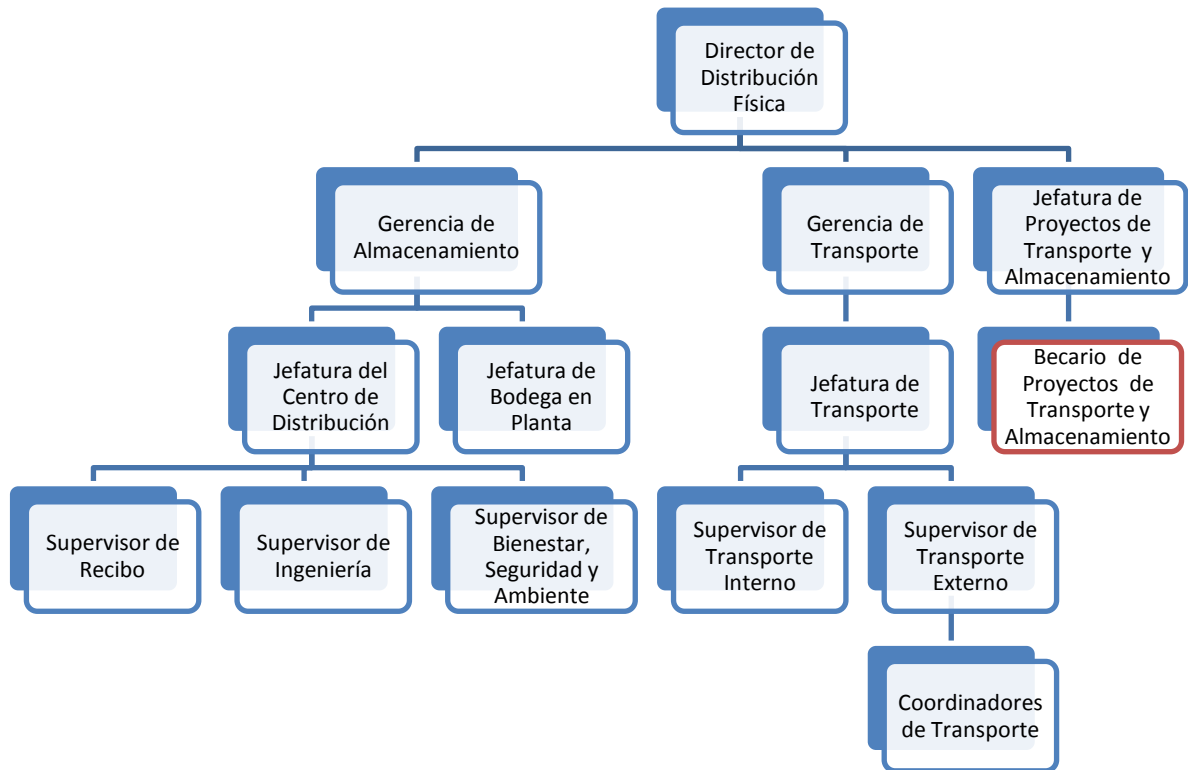 Director de
Distribución
Física
Gerencia de
Almacenamiento
Gerencia de
Transporte
Jefatura de
Proyectos de
Transporte y
Almacenamiento
Jefatura del
Centro de
Distribución
Jefatura de
Bodega en
Planta
Jefatura de
Transporte
Becario de
Proyectos de
Transporte y
Almacenamiento
Supervisor de
Recibo
Supervisor de
Ingeniería
Supervisor de
Bienestar,
Seguridad y
Ambiente
Supervisor de
Transporte
Interno
Supervisor de
Transporte
Externo
Coordinadores
de Transporte